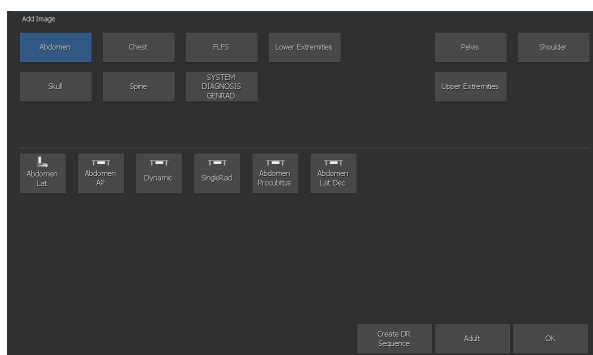 Add Image
Abdomen
Chest
FLFS
Lower Extremities
Pelvis
Shoulder
Skull
Spine
SYSTEM
DIAGNOSIS
GENRAD
Upper Extremities
Abdomen
Lat
Abdomen
AP
Dynamic
SingleRad
Abdomen
Procubitus
Abdomen
Lat Dec
Create DR
Sequence
Adult
OK